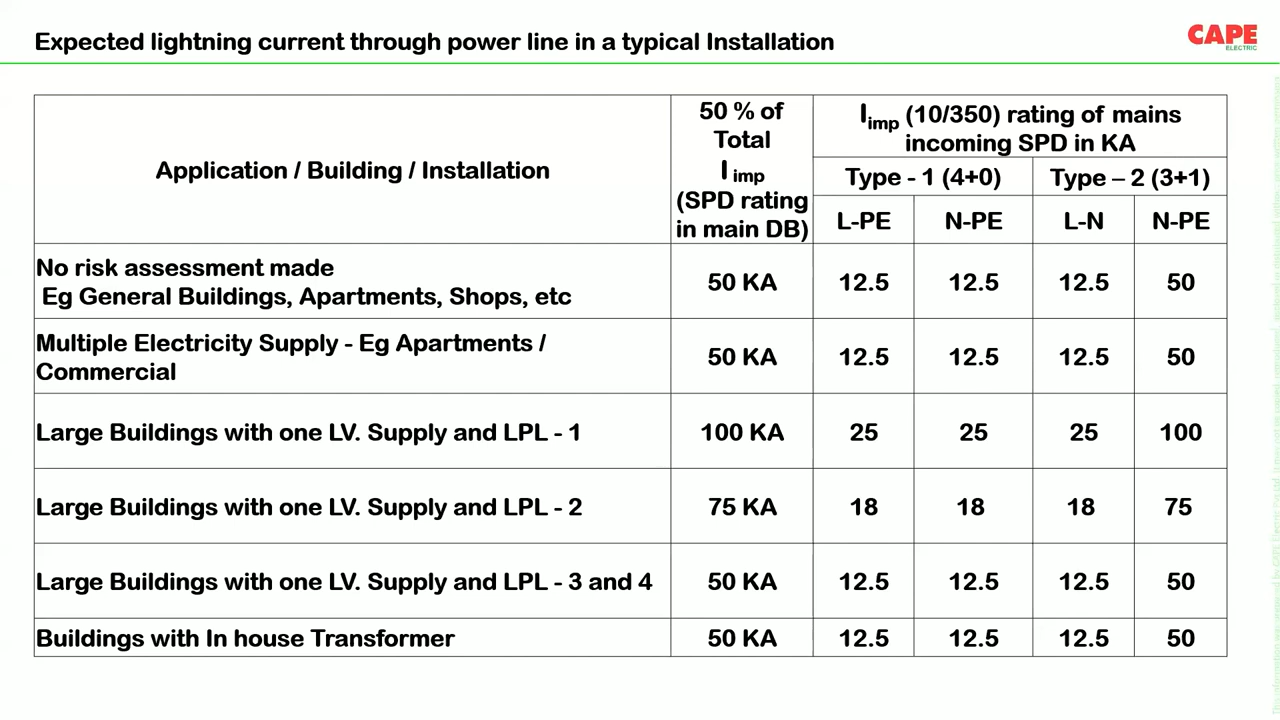 Expected lightning current through power line in a typical Installation
CAPE
ELECTRIC
Application / Building / Installation
50 % of
Total
I imp
(SPD rating
in main DB)
Iimp (10/350) rating of mains
incoming SPD in KA
Type - 1 (4+0) Type – 2 (3+1)
L-PE N-PE L-N N-PE
No risk assessment made
Eg General Buildings, Apartments, Shops, etc
50 KA 12.5 12.5 12.5 50
Multiple Electricity Supply - Eg Apartments /
Commercial
50 KA 12.5 12.5 12.5 50
Large Buildings with one LV. Supply and LPL - 1 100 KA 25 25 25 100
Large Buildings with one LV. Supply and LPL - 2 75 KA 18 18 18 75
Large Buildings with one LV. Supply and LPL - 3 and 4 50 KA 12.5 12.5 12.5 50
Buildings with In house Transformer 50 KA 12.5 12.5 12.5 50